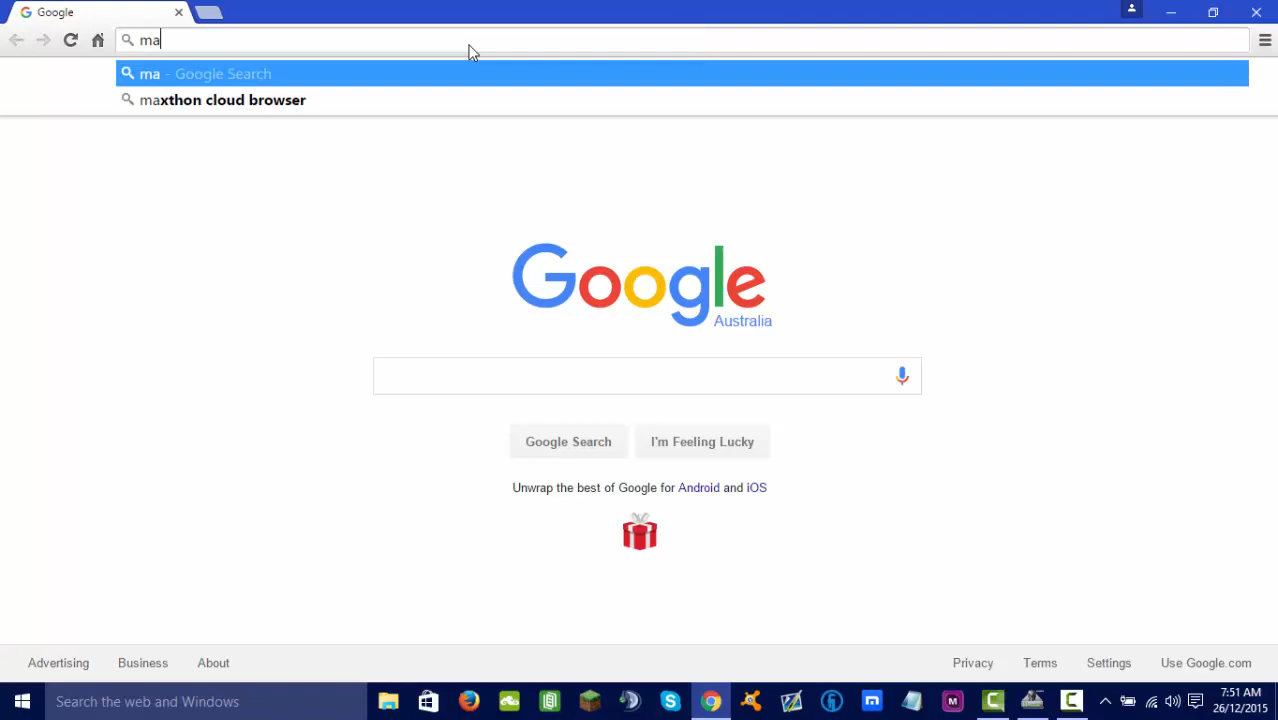 Google
ma
ma - Google Search
maxthon cloud browser
Google
Australia
Google Search
I'm Feeling Lucky
Unwrap the best of Google for Android and iOS
Advertising
Business
About
Privacy
Terms
Settings
Use Google.com
Search the web and Windows
7:51 AM
26/12/2015